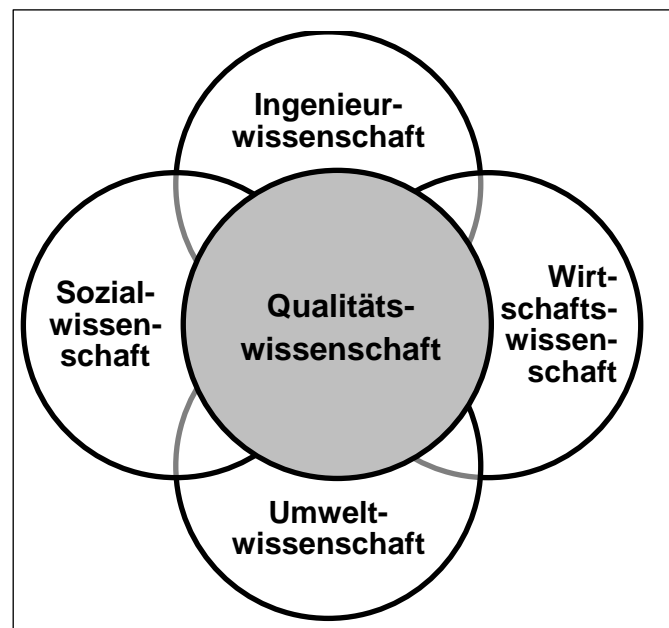 Ingenieur-
wissenschaft
Sozial-
wissen-
schaft
Qualitäts-
wissenschaft
Wirt-
schafts-
wissen-
schaft
Umwelt-
wissenschaft